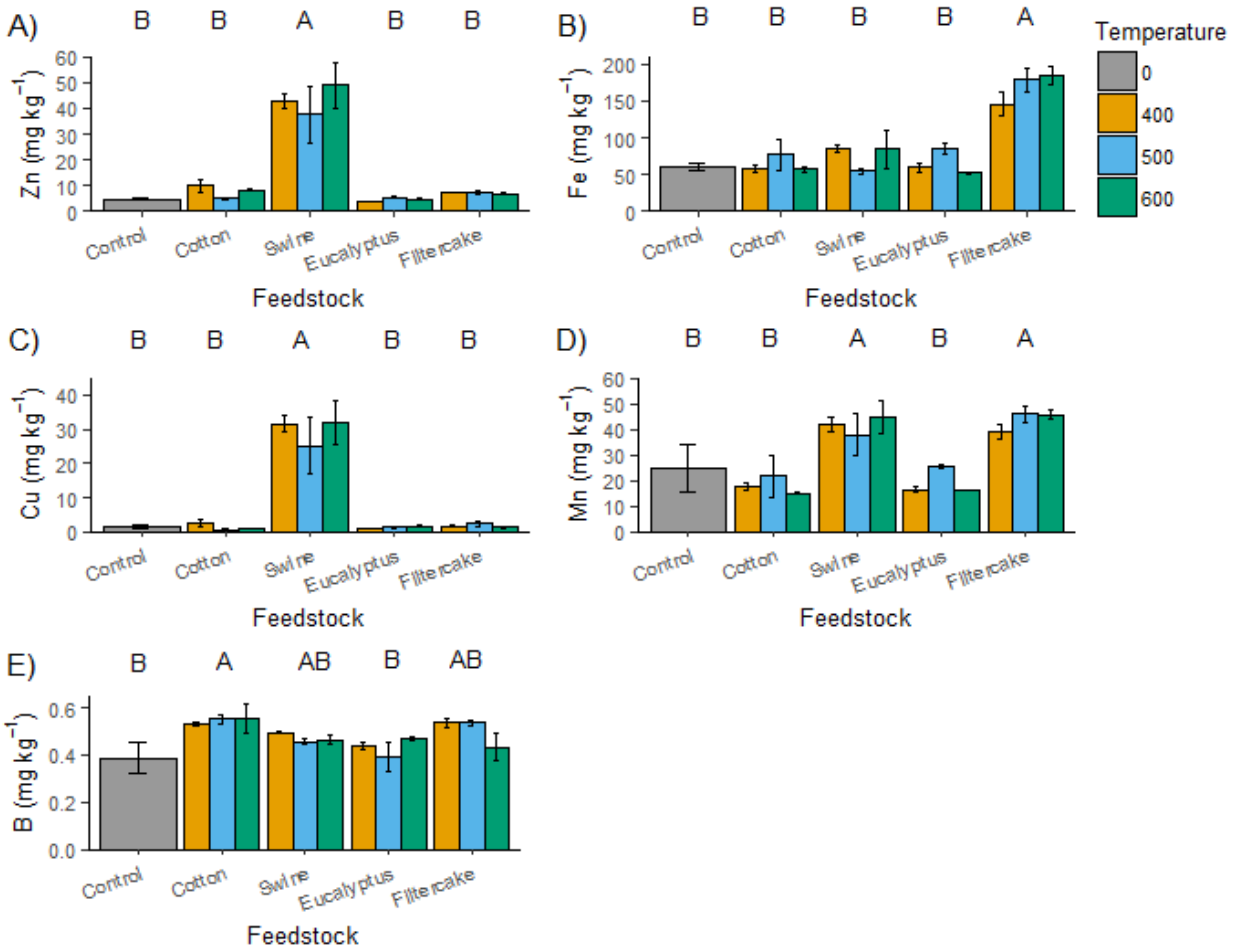 A) B B A B B
Zn (mg kg⁻¹)
60
50
40
30
20
10
0
Control Cotton Swine Eucalyptus Filtercake
Feedstock
B) B B B B A
Fe (mg kg⁻¹)
200
150
100
50
0
Control Cotton Swine Eucalyptus Filtercake
Feedstock
Temperature
0
400
500
600
C) B B A B B
Cu (mg kg⁻¹)
40
30
20
10
0
Control Cotton Swine Eucalyptus Filtercake
Feedstock
D) B B A B A
Mn (mg kg⁻¹)
60
50
40
30
20
10
0
Control Cotton Swine Eucalyptus Filtercake
Feedstock
E) B A AB B AB
B (mg kg⁻¹)
0.6
0.4
0.2
0.0
Control Cotton Swine Eucalyptus Filtercake
Feedstock